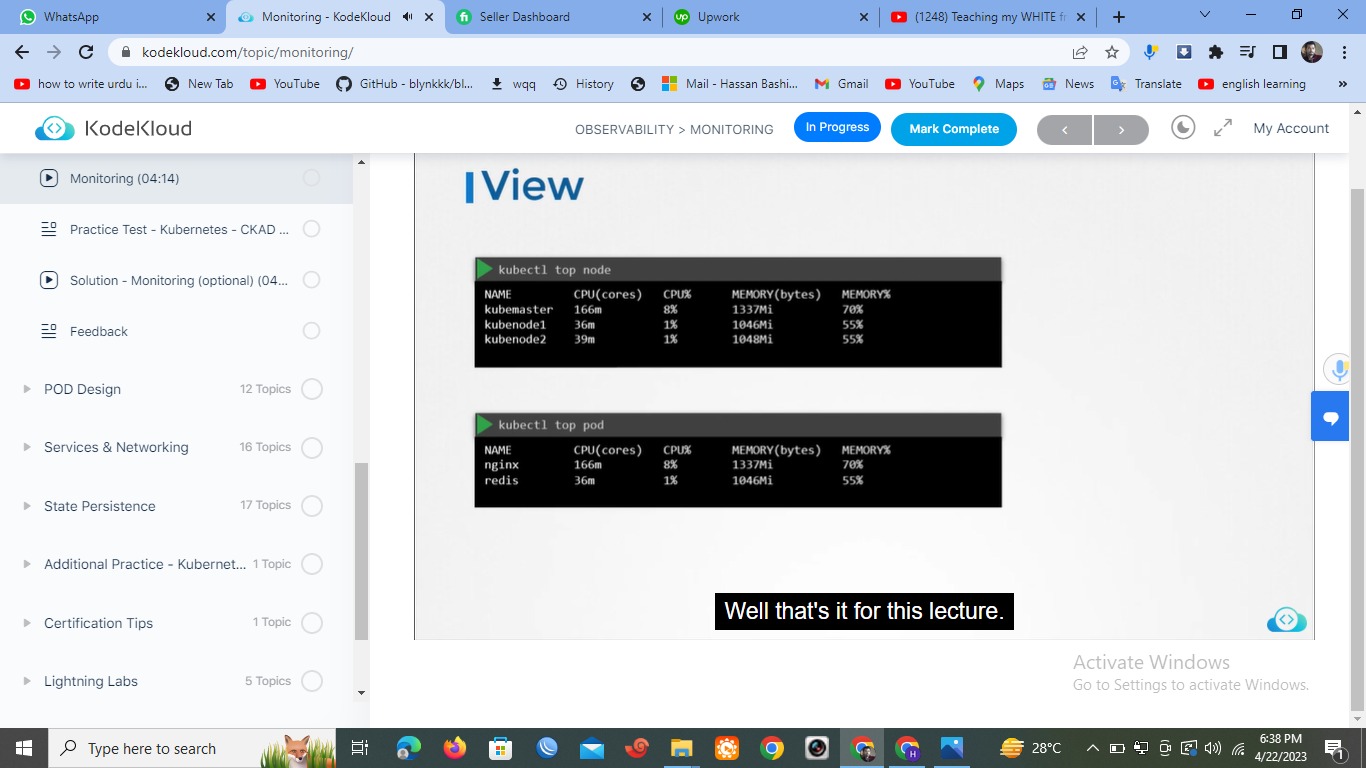 WhatsApp
Monitoring - KodeKloud
Seller Dashboard
Upwork
(1248) Teaching my WHITE fr
kodekloud.com/topic/monitoring/
how to write urdu i...
New Tab
YouTube
GitHub - blynkkk/bl...
wqq
History
Mail - Hassan Bashi...
Gmail
YouTube
Maps
News
Translate
english learning
»
KodeKloud
OBSERVABILITY > MONITORING
In Progress
Mark Complete
My Account
Monitoring (04:14)
Practice Test - Kubernetes - CKAD ...
Solution - Monitoring (optional) (04...
Feedback
POD Design 12 Topics
Services & Networking 16 Topics
State Persistence 17 Topics
Additional Practice - Kubernet... 1 Topic
Certification Tips 1 Topic
Lightning Labs 5 Topics
View
kubectl top node
NAME CPU(cores) CPU% MEMORY(bytes) MEMORY%
kubemaster 166m 8% 1337Mi 70%
kubenode1 36m 1% 1046Mi 55%
kubenode2 39m 1% 1048Mi 55%
kubectl top pod
NAME CPU(cores) CPU% MEMORY(bytes) MEMORY%
nginx 166m 8% 1337Mi 70%
redis 36m 1% 1046Mi 55%
Well that's it for this lecture.
Activate Windows
Go to Settings to activate Windows.
Type here to search
28°C
6:38 PM
4/22/2023
1